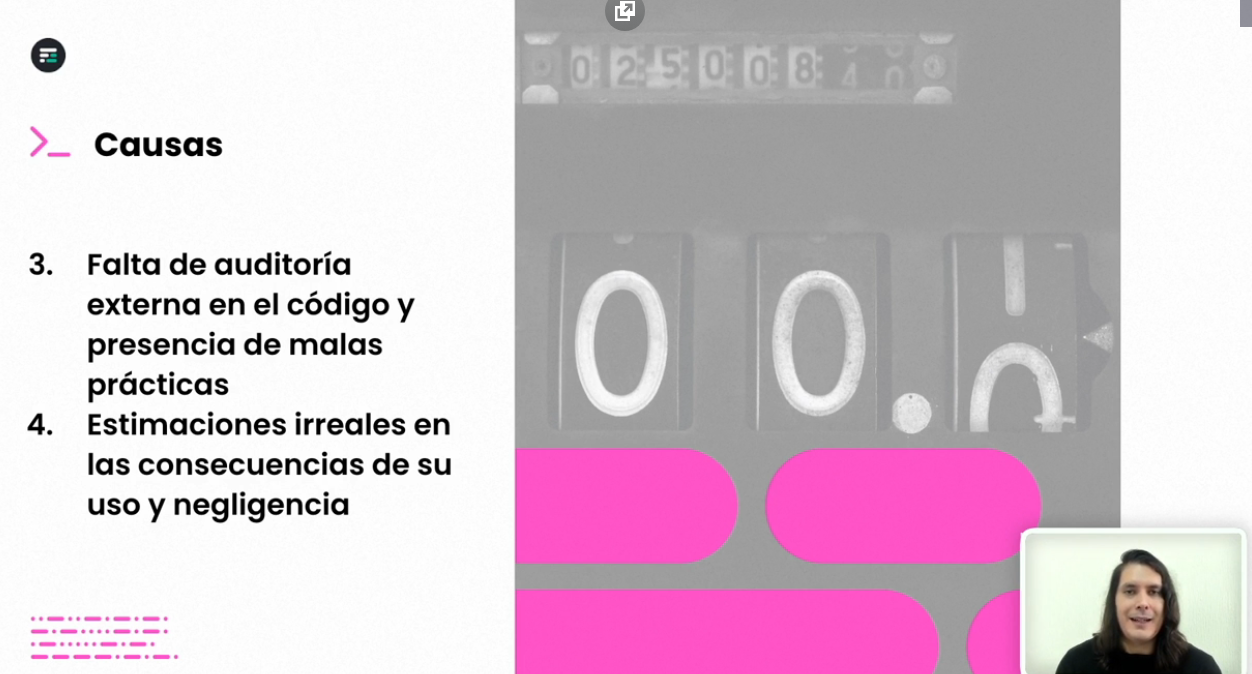 0 2 5 0 0 8 4 0
Causas
0 0.
3. Falta de auditoría
externa en el código y
presencia de malas
prácticas
4. Estimaciones irreales en
las consecuencias de su
uso y negligencia